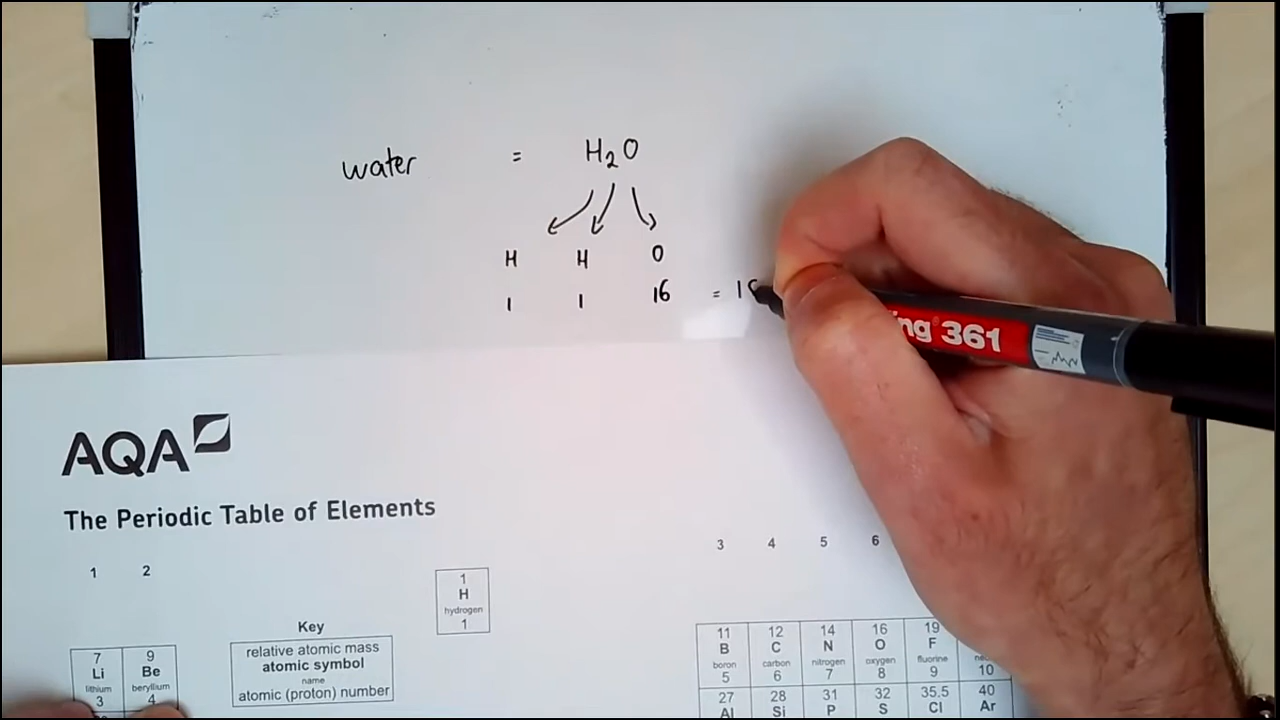 water = H₂O
H H O
1 1 16 = 1
ng 361
AQA
The Periodic Table of Elements
1 2 3 4 5 6
1
H
hydrogen
1
Key
relative atomic mass
atomic symbol
name
atomic (proton) number
7 9 11 12 14 16 19
Li Be B C N O F
lithium beryllium boron carbon nitrogen oxygen fluorine
3 4 5 6 7 8 9 10
27 28 31 32 35.5 40
Al Si P S Cl Ar